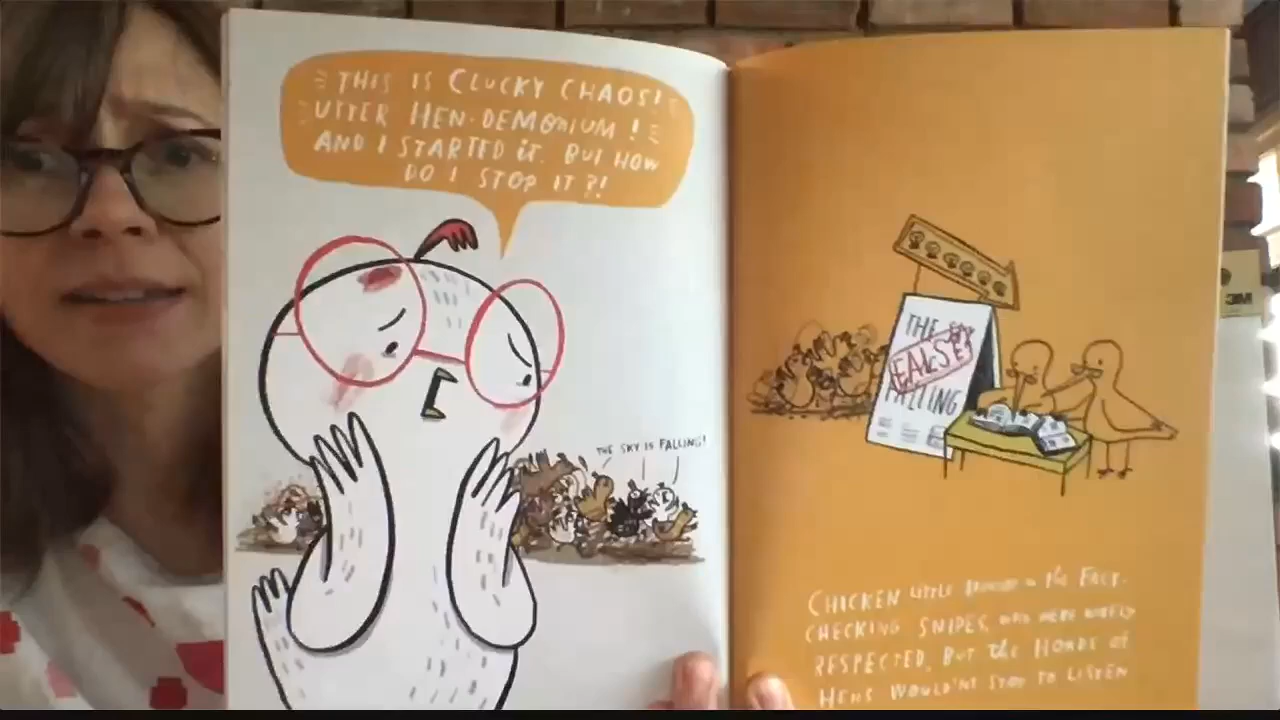 THIS IS CLUCKY CHAOS!
UTTER HEN-DEMONIUM!
AND I STARTED IT. BUT HOW
DO I STOP IT?!
THE SKY IS FALLING!
THE SKY
FALSE
FALLING
CHICKEN LITTLE BROUGHT IN THE FACT-
CHECKING SNIPES, WHO WERE WIDELY
RESPECTED, BUT THE HORDE OF
HENS WOULDN'T STOP TO LISTEN
3M